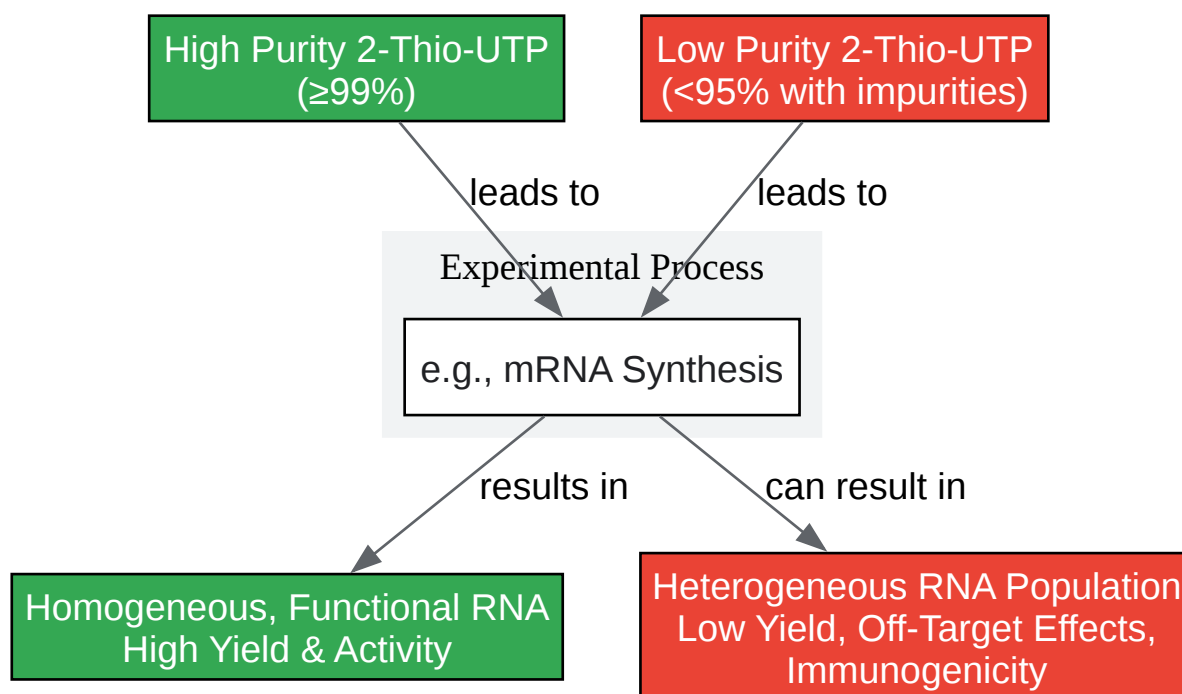 High Purity 2-Thio-UTP
(≥99%)
Low Purity 2-Thio-UTP
(<95% with impurities)
leads to
leads to
Experimental Process
e.g., mRNA Synthesis
results in
can result in
Homogeneous, Functional RNA
High Yield & Activity
Heterogeneous RNA Population
Low Yield, Off-Target Effects,
Immunogenicity